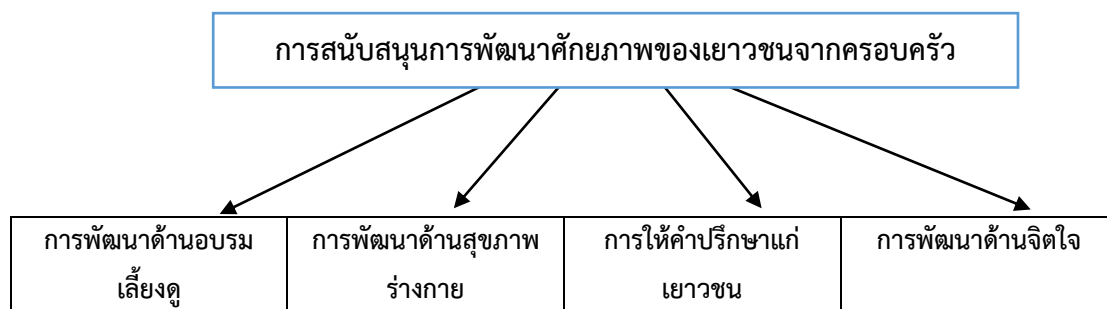 การสนับสนุนการพัฒนาศักยภาพของเยาวชนจากครอบครัว
การพัฒนาด้านอบรม
เลี้ยงดู
การพัฒนาด้านสุขภาพ
ร่างกาย
การให้คำปรึกษาแก่
เยาวชน
การพัฒนาด้านจิตใจ